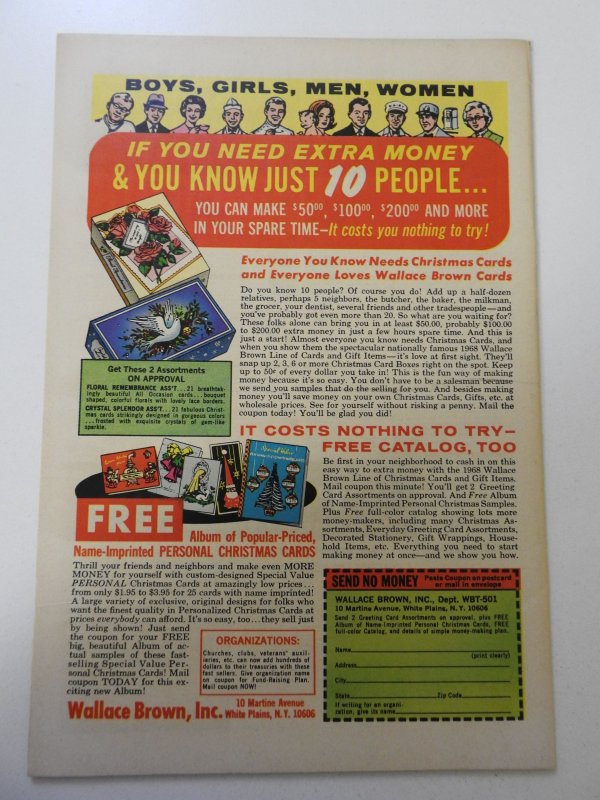 BOYS, GIRLS, MEN, WOMEN
IF YOU NEED EXTRA MONEY
& YOU KNOW JUST 10 PEOPLE...
YOU CAN MAKE $50⁰⁰, $100⁰⁰, $200⁰⁰ AND MORE
IN YOUR SPARE TIME—It costs you nothing to try!
Everyone You Know Needs Christmas Cards
and Everyone Loves Wallace Brown Cards
Do you know 10 people? Of course you do! Add up a half-dozen
relatives, perhaps 5 neighbors, the butcher, the baker, the milkman,
the grocer, your dentist, several friends and other tradespeople—and
you've probably got even more than 20. So what are you waiting for?
These folks alone can bring you in at least $50.00, probably $100.00
to $200.00 extra money in just a few hours spare time. And this is
just a start! Almost everyone you know needs Christmas Cards, and
when you show them the spectacular nationally famous 1968 Wallace
Brown Line of Cards and Gift Items—it's love at first sight. They'll
snap up 2, 3, 6 or more Christmas Card Boxes right on the spot. Keep
up to 50¢ of every dollar you take in! This is the fun way of making
money because it's so easy. You don't have to be a salesman because
we send you samples that do the selling for you. And besides making
money you'll save money on your own Christmas Cards, Gifts, etc. at
wholesale prices. See for yourself without risking a penny. Mail the
coupon today! You'll be glad you did!
Get These 2 Assortments
ON APPROVAL
FLORAL REMEMBRANCE ASS'T. . .21 breathtak-
ingly beautiful All Occasion cards...bouquet
shaped, colorful florals with lovely lace borders.
CRYSTAL SPLENDOR ASS'T. . .21 fabulous Christ-
mas cards strikingly designed in gorgeous colors
...frosted with exquisite crystals of gem-like
sparkle.
IT COSTS NOTHING TO TRY—
FREE CATALOG, TOO
Be first in your neighborhood to cash in on this
easy way to extra money with the 1968 Wallace
Brown Line of Christmas Cards and Gift Items.
Mail coupon this minute! You'll get 2 Greeting
Card Assortments on approval. And Free Album
of Name-Imprinted Personal Christmas Samples.
Plus Free full-color catalog showing lots more
money-makers, including many Christmas As-
sortments, Everyday Greeting Card Assortments,
Decorated Stationery, Gift Wrappings, House-
hold Items, etc. Everything you need to start
making money at once—and we show you how.
FREE
Album of Popular-Priced,
Name-Imprinted PERSONAL CHRISTMAS CARDS
Thrill your friends and neighbors and make even MORE
MONEY for yourself with custom-designed Special Value
PERSONAL Christmas Cards at amazingly low prices...
from only $1.95 to $3.95 for 25 cards with name imprinted!
A large variety of exclusive, original designs for folks who
want the finest quality in Personalized Christmas Cards at
prices everybody can afford. It's so easy, too...they sell just
by being shown! Just send
the coupon for your FREE
big, beautiful Album of ac-
tual samples of these fast-
selling Special Value Per-
sonal Christmas Cards! Mail
coupon TODAY for this ex-
citing new Album!
ORGANIZATIONS:
Churches, clubs, veterans' auxil-
iaries, etc. can now add hundreds of
dollars to their treasuries with these
fast sellers. Give organization name
on coupon for Fund-Raising Plan.
Mail coupon NOW!
Wallace Brown, Inc. 10 Martine Avenue
White Plains, N.Y. 10606
SEND NO MONEY Paste Coupon on postcard
or mail in envelope
WALLACE BROWN, INC., Dept. WBT-501
10 Martine Avenue, White Plains, N.Y. 10606
Send 2 Greeting Card Assortments on approval, plus FREE
Album of Name-Imprinted Personal Christmas Cards, FREE
full-color Catalog, and details of simple money-making plan.
Name
(print clearly)
Address
City
State Zip Code
If writing for an organi-
zation, give its name